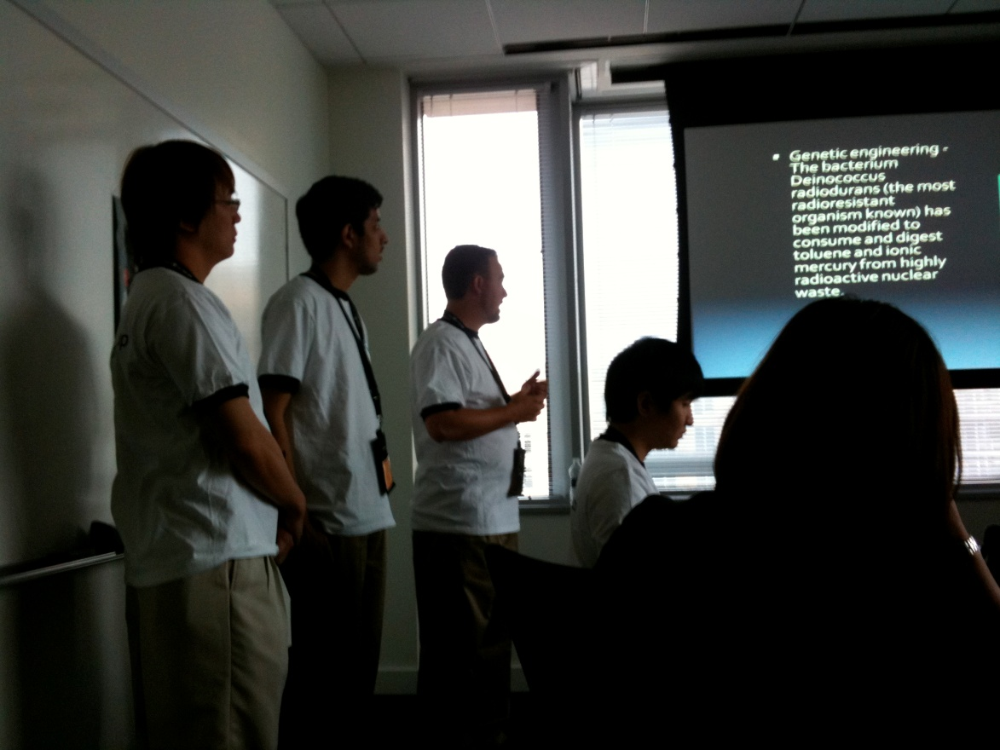 • Genetic engineering -
The bacterium
Deinococcus
radiodurans (the most
radioresistant
organism known) has
been modified to
consume and digest
toluene and ionic
mercury from highly
radioactive nuclear
waste.